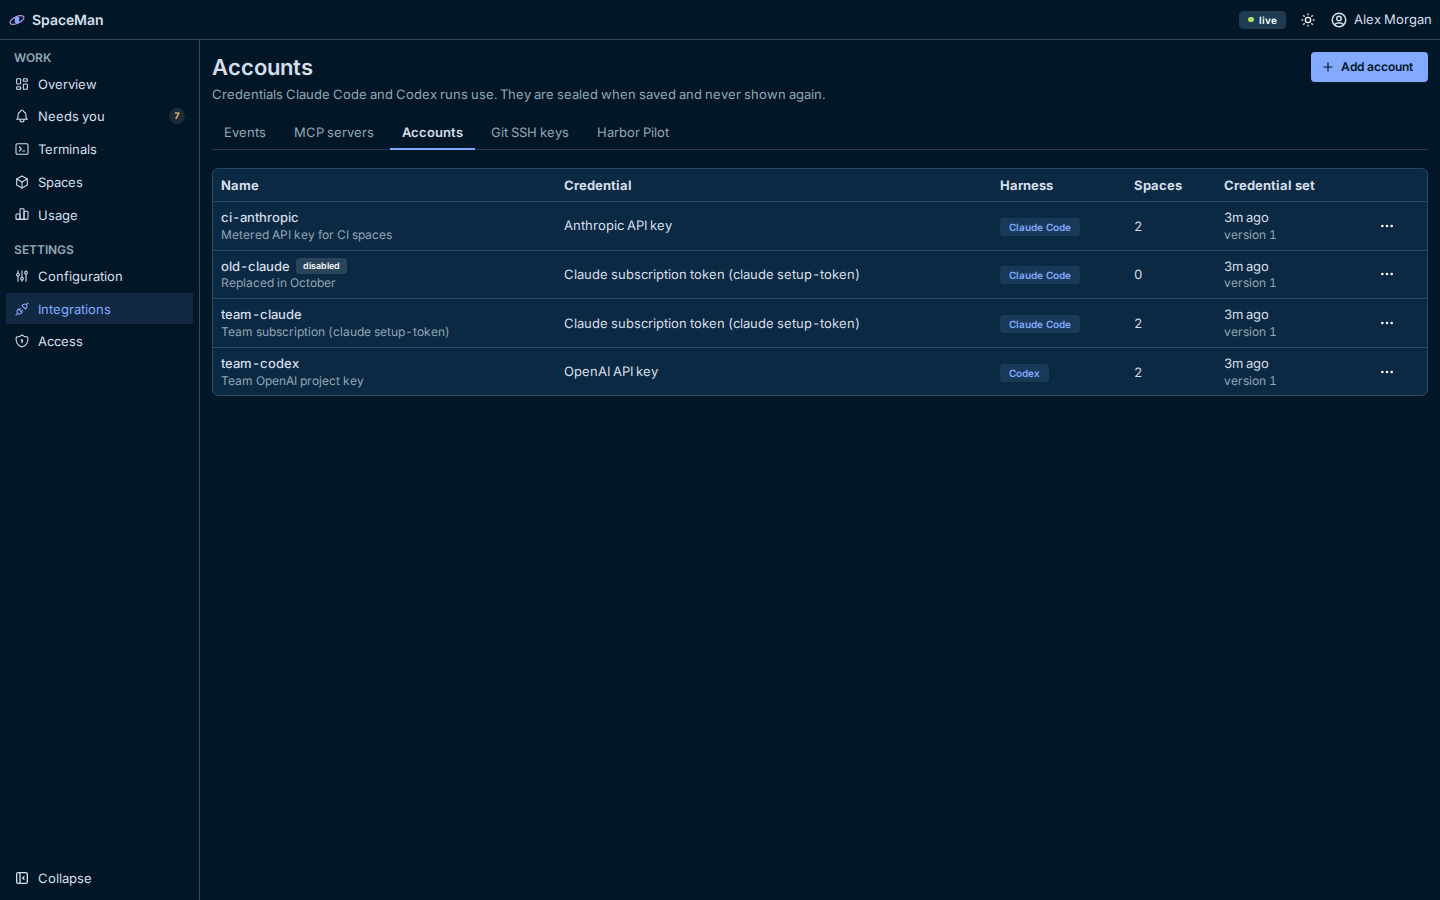 SpaceMan
live
Alex Morgan
WORK
Overview
Needs you 7
Terminals
Spaces
Usage
SETTINGS
Configuration
Integrations
Access
Collapse
Accounts
Add account
Credentials Claude Code and Codex runs use. They are sealed when saved and never shown again.
Events MCP servers Accounts Git SSH keys Harbor Pilot
Name Credential Harness Spaces Credential set
ci-anthropic
Metered API key for CI spaces
Anthropic API key
Claude Code
2
3m ago
version 1
old-claude disabled
Replaced in October
Claude subscription token (claude setup-token)
Claude Code
0
3m ago
version 1
team-claude
Team subscription (claude setup-token)
Claude subscription token (claude setup-token)
Claude Code
2
3m ago
version 1
team-codex
Team OpenAI project key
OpenAI API key
Codex
2
3m ago
version 1